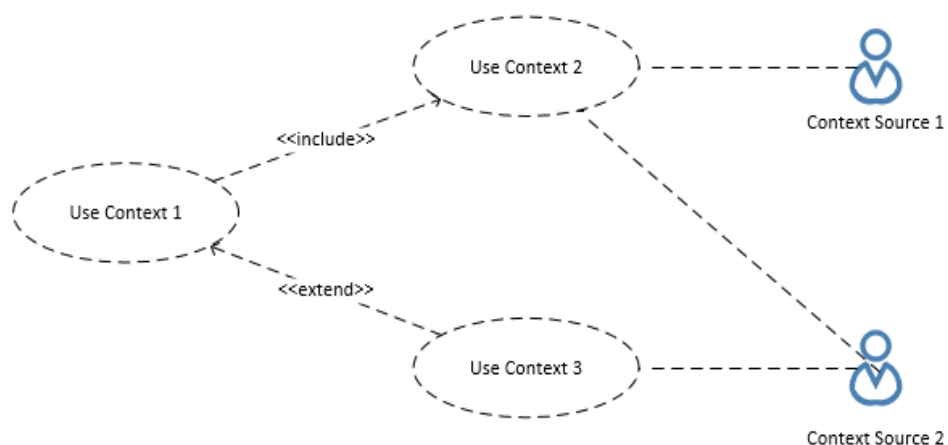 Use Context 2
Context Source 1
<<include>>
Use Context 1
<<extend>>
Use Context 3
Context Source 2